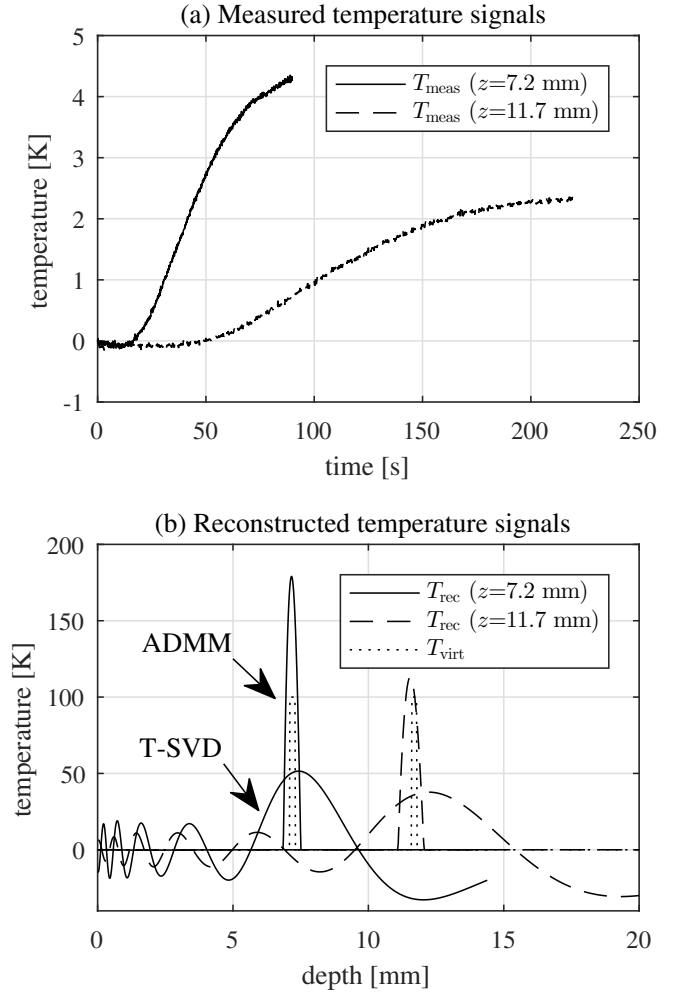 (a) Measured temperature signals
5
4
3
2
1
0
-1
temperature [K]
T_meas (z=7.2 mm)
T_meas (z=11.7 mm)
0
50
100
150
200
250
time [s]
(b) Reconstructed temperature signals
200
150
100
50
0
temperature [K]
T_rec (z=7.2 mm)
T_rec (z=11.7 mm)
T_virt
ADMM
T-SVD
0
5
10
15
20
depth [mm]